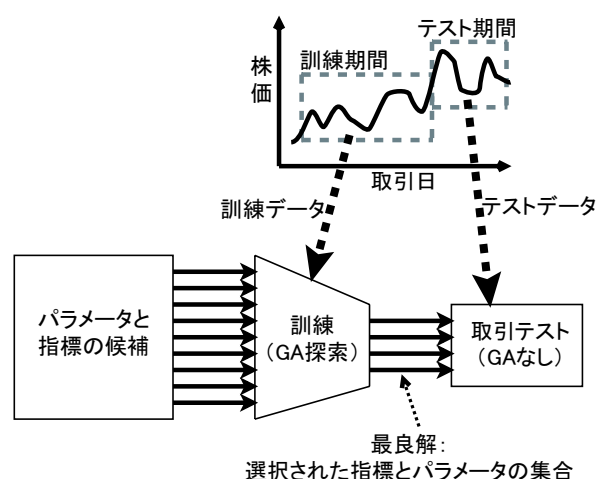 テスト期間
訓練期間
株
価
取引日
訓練データ
テストデータ
パラメータと
指標の候補
訓練
(GA探索)
取引テスト
(GAなし)
最良解:
選択された指標とパラメータの集合